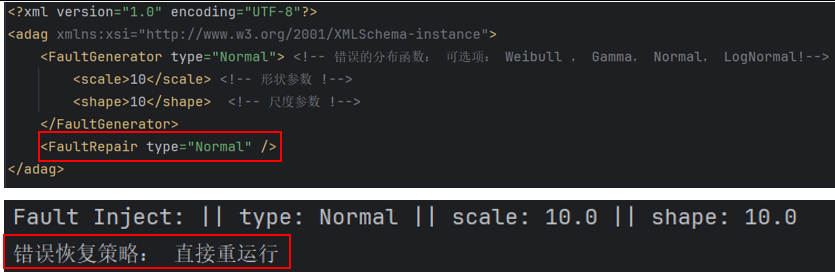 <?xml version="1.0" encoding="UTF-8"?>
<adag xmlns:xsi="http://www.w3.org/2001/XMLSchema-instance">
<FaultGenerator type="Normal"> <!-- 错误的分布函数： 可选项： Weibull 、 Gamma、 Normal、 LogNormal!-->
<scale>10</scale> <!-- 形状参数 !-->
<shape>10</shape>  <!-- 尺度参数 !-->
</FaultGenerator>
<FaultRepair type="Normal" />
</adag>
Fault Inject: || type: Normal || scale: 10.0 || shape: 10.0
错误恢复策略： 直接重运行